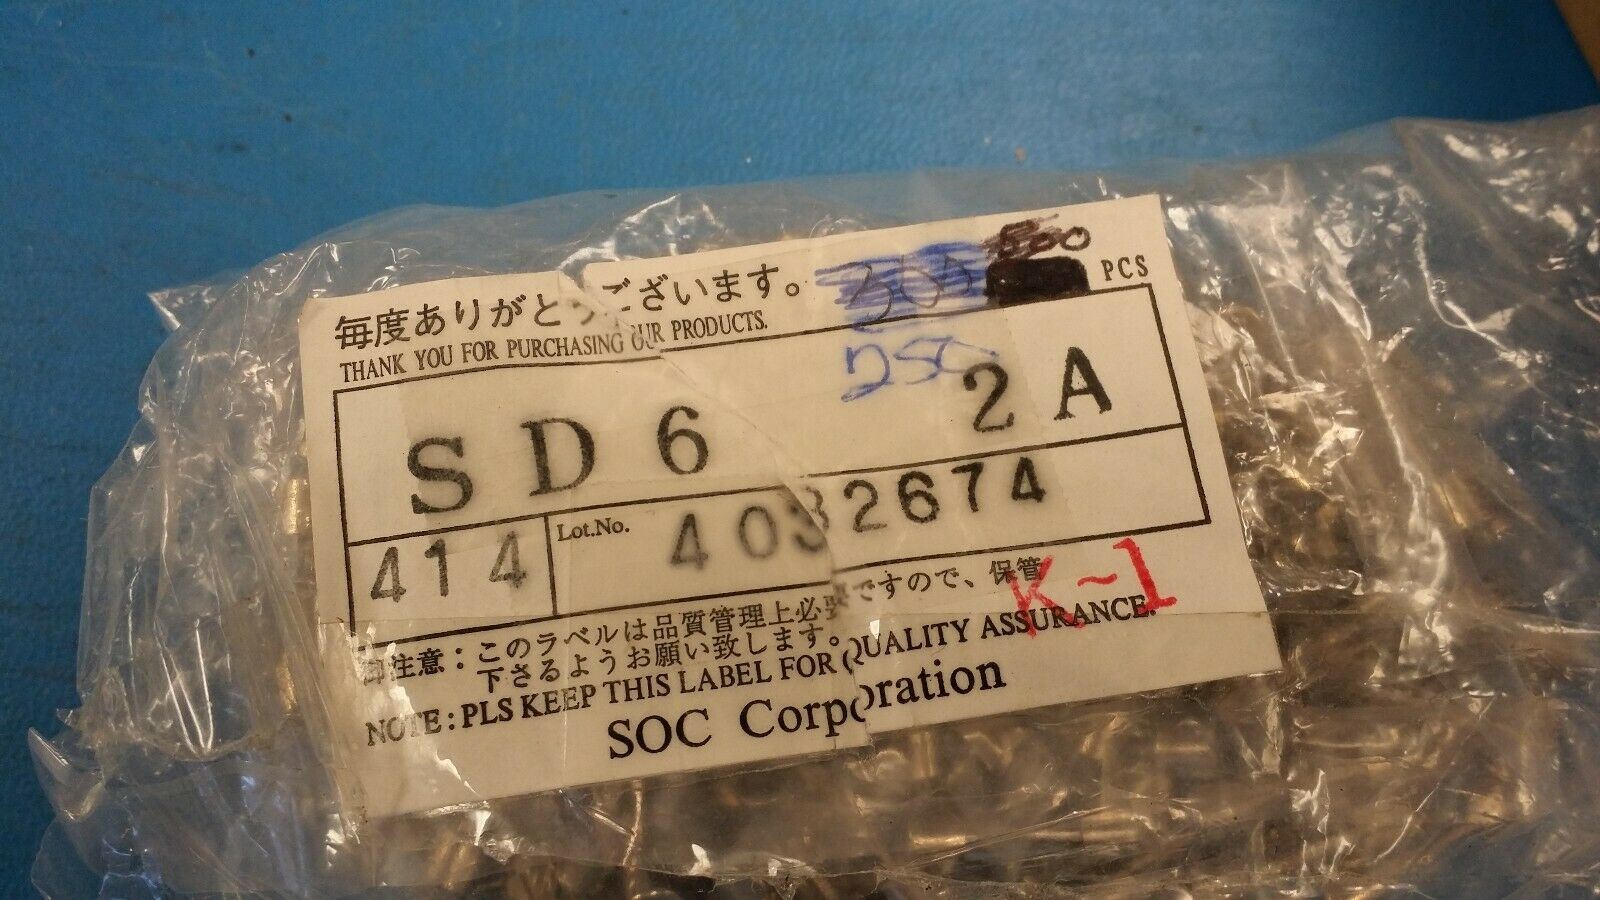 毎度ありがとうございます。 500 PCS
THANK YOU FOR PURCHASING OUR PRODUCTS.
250
SD6 2A
414 Lot.No. 4032674
K-1
注意：このラベルは品質管理上必要ですので、保管
下さるようお願い致します。
NOTE: PLS KEEP THIS LABEL FOR QUALITY ASSURANCE.
SOC Corporation